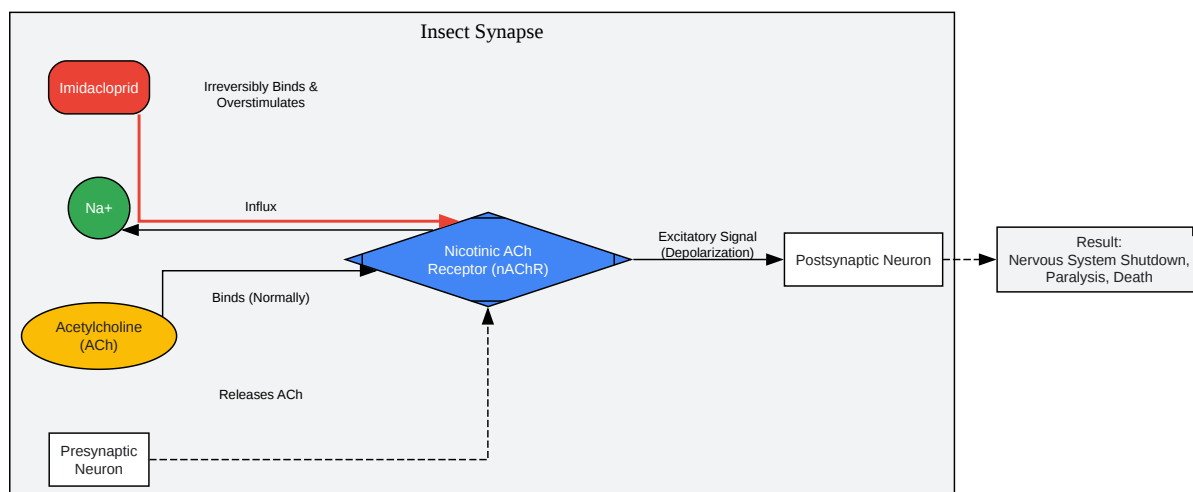 Insect Synapse
Imidacloprid
Irreversibly Binds &
Overstimulates
Na+
Influx
Nicotinic ACh
Receptor (nAChR)
Excitatory Signal
(Depolarization)
Postsynaptic Neuron
Result:
Nervous System Shutdown,
Paralysis, Death
Binds (Normally)
Acetylcholine
(ACh)
Releases ACh
Presynaptic
Neuron